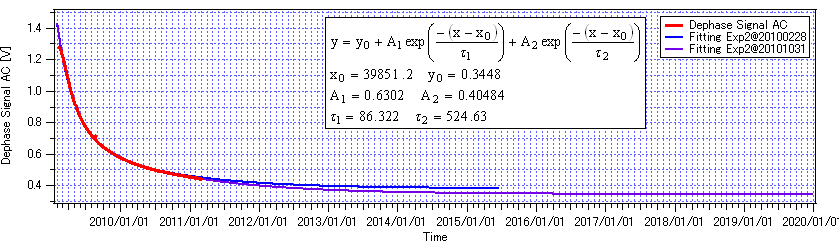 1.4
1.2
1.0
0.8
0.6
0.4
Dephase Signal AC [V]
y = y0 + A1 exp(−(x − x0)/τ1) + A2 exp(−(x − x0)/τ2)
x0 = 39851.2 y0 = 0.3448
A1 = 0.6302 A2 = 0.40484
τ1 = 86.322 τ2 = 524.63
Dephase Signal AC
Fitting Exp2@20100228
Fitting Exp2@20101031
2010/01/01 2011/01/01 2012/01/01 2013/01/01 2014/01/01 2015/01/01 2016/01/01 2017/01/01 2018/01/01 2019/01/01 2020/01/0
Time